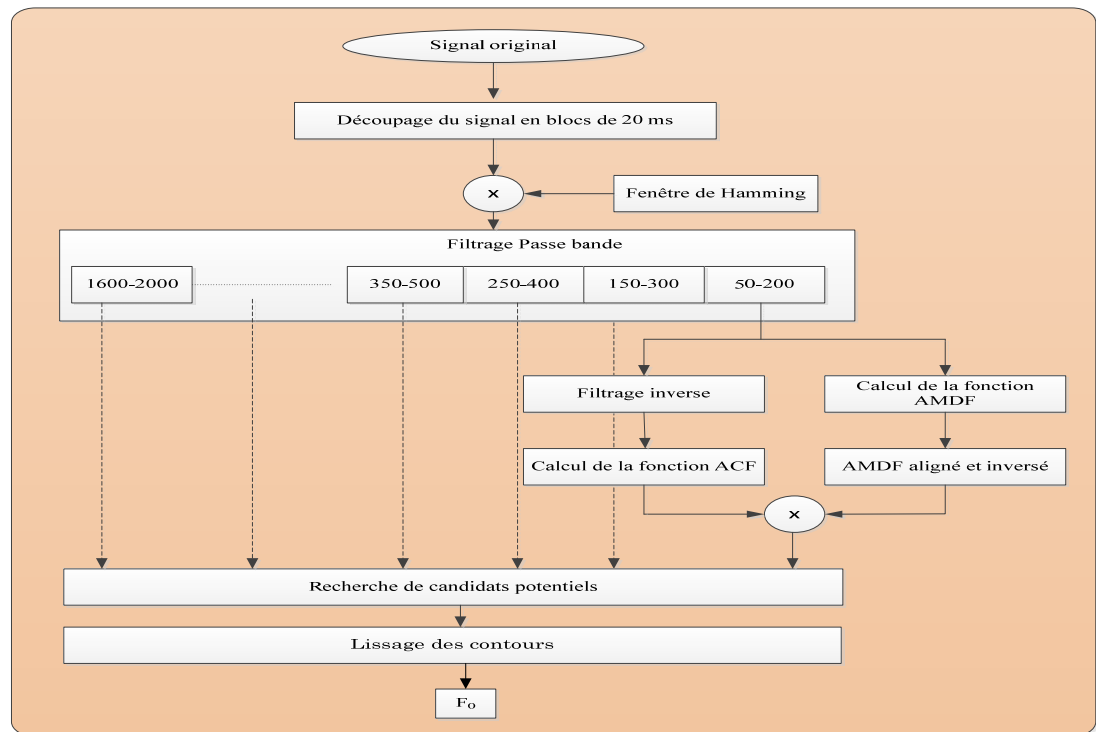 Signal original
Découpage du signal en blocs de 20 ms
×
Fenêtre de Hamming
Filtrage Passe bande
1600-2000
350-500
250-400
150-300
50-200
Filtrage inverse
Calcul de la fonction
AMDF
Calcul de la fonction ACF
AMDF aligné et inversé
×
Recherche de candidats potentiels
Lissage des contours
F₀